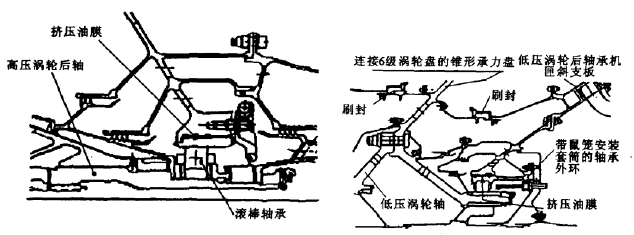 挤压油膜
高压涡轮后轴
滚棒轴承
连接6级涡轮盘的锥形承力盘
低压涡轮后轴承机
匣斜支板
刷封
刷封
带鼠笼安装
套筒的轴承
外环
低压涡轮轴
挤压油膜